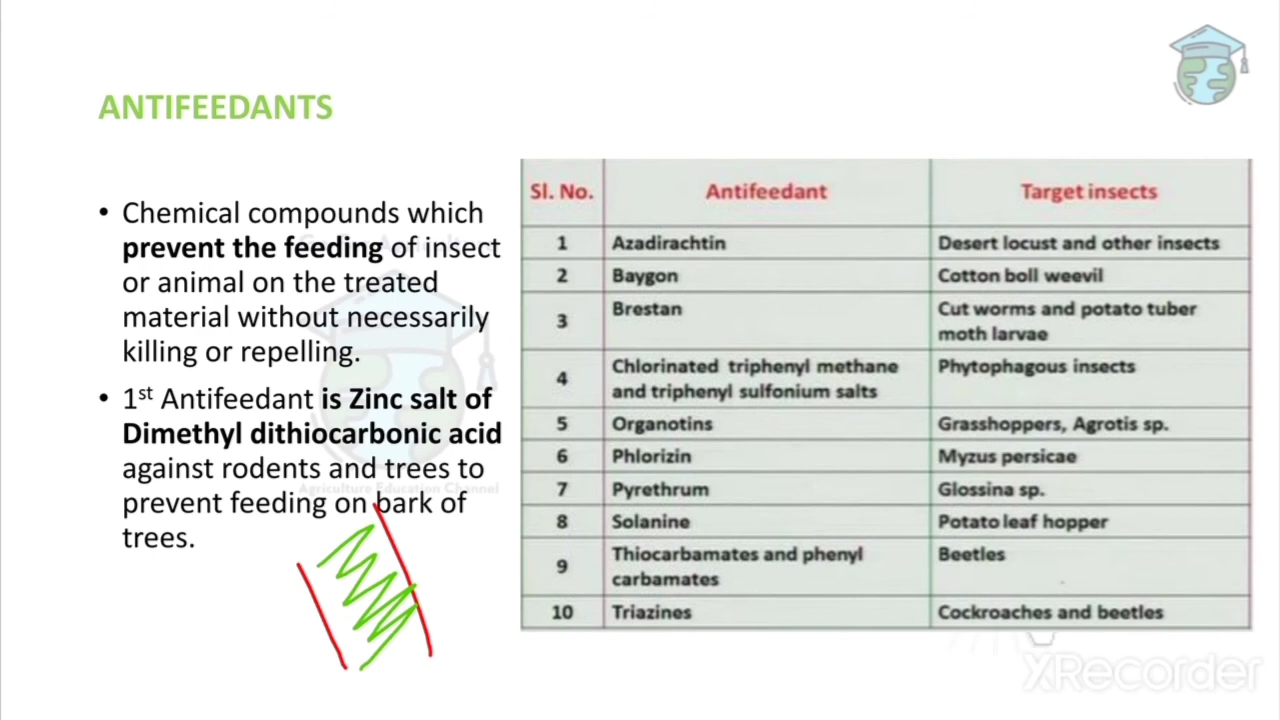 ANTIFEEDANTS
• Chemical compounds which
prevent the feeding of insect
or animal on the treated
material without necessarily
killing or repelling.
• 1st Antifeedant is Zinc salt of
Dimethyl dithiocarbonic acid
against rodents and trees to
prevent feeding on bark of
trees.
Agriculture Education Channel
Sl. No. Antifeedant Target insects
1 Azadirachtin Desert locust and other insects
2 Baygon Cotton boll weevil
3 Brestan Cut worms and potato tuber
moth larvae
4 Chlorinated triphenyl methane Phytophagous insects
and triphenyl sulfonium salts
5 Organotins Grasshoppers, Agrotis sp.
6 Phlorizin Myzus persicae
7 Pyrethrum Glossina sp.
8 Solanine Potato leaf hopper
9 Thiocarbamates and phenyl Beetles
carbamates
10 Triazines Cockroaches and beetles
XRecorder